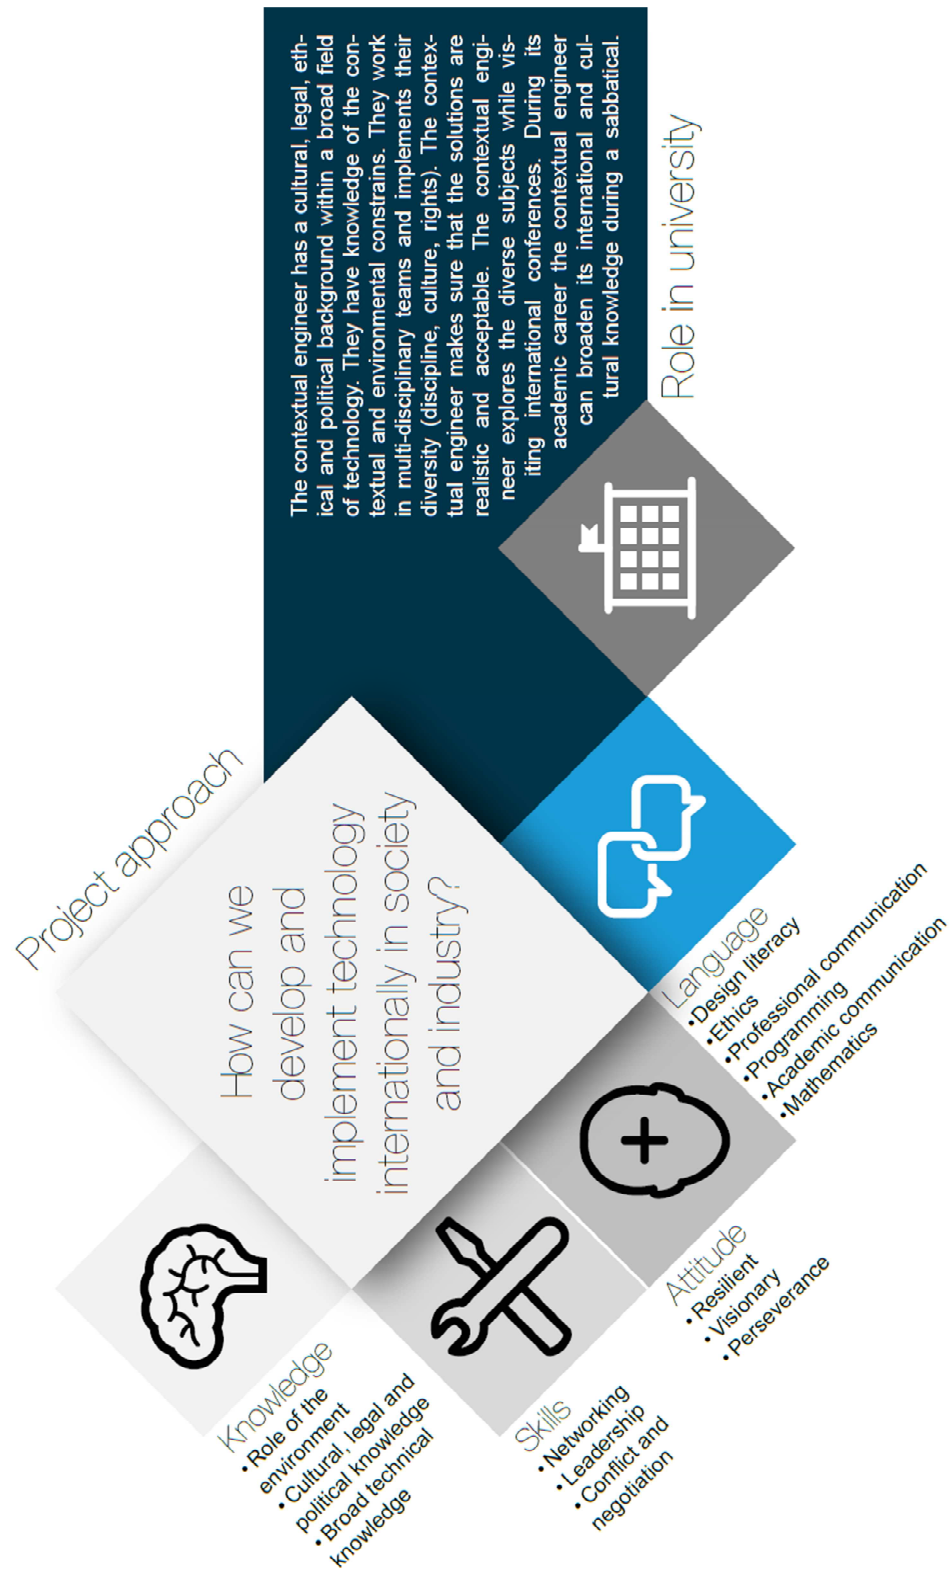 Project approach
How can we
develop and
implement technology
internationally in society
and industry?
The contextual engineer has a cultural, legal, eth-
ical and political background within a broad field
of technology. They have knowledge of the con-
textual and environmental constrains. They work
in multi-disciplinary teams and implements their
diversity (discipline, culture, rights). The contex-
tual engineer makes sure that the solutions are
realistic and acceptable. The contextual engi-
neer explores the diverse subjects while vis-
iting international conferences. During its
academic career the contextual engineer
can broaden its international and cul-
tural knowledge during a sabbatical.
Role in university
Knowledge
• Role of the
environment
• Cultural, legal and
political knowledge
• Broad technical
knowledge
Skills
• Networking
• Leadership
• Conflict and
negotiation
Attitude
• Resilient
• Visionary
• Perseverance
Language
•Design literacy
•Ethics
•Professional communication
•Programming
•Academic communication
•Mathematics